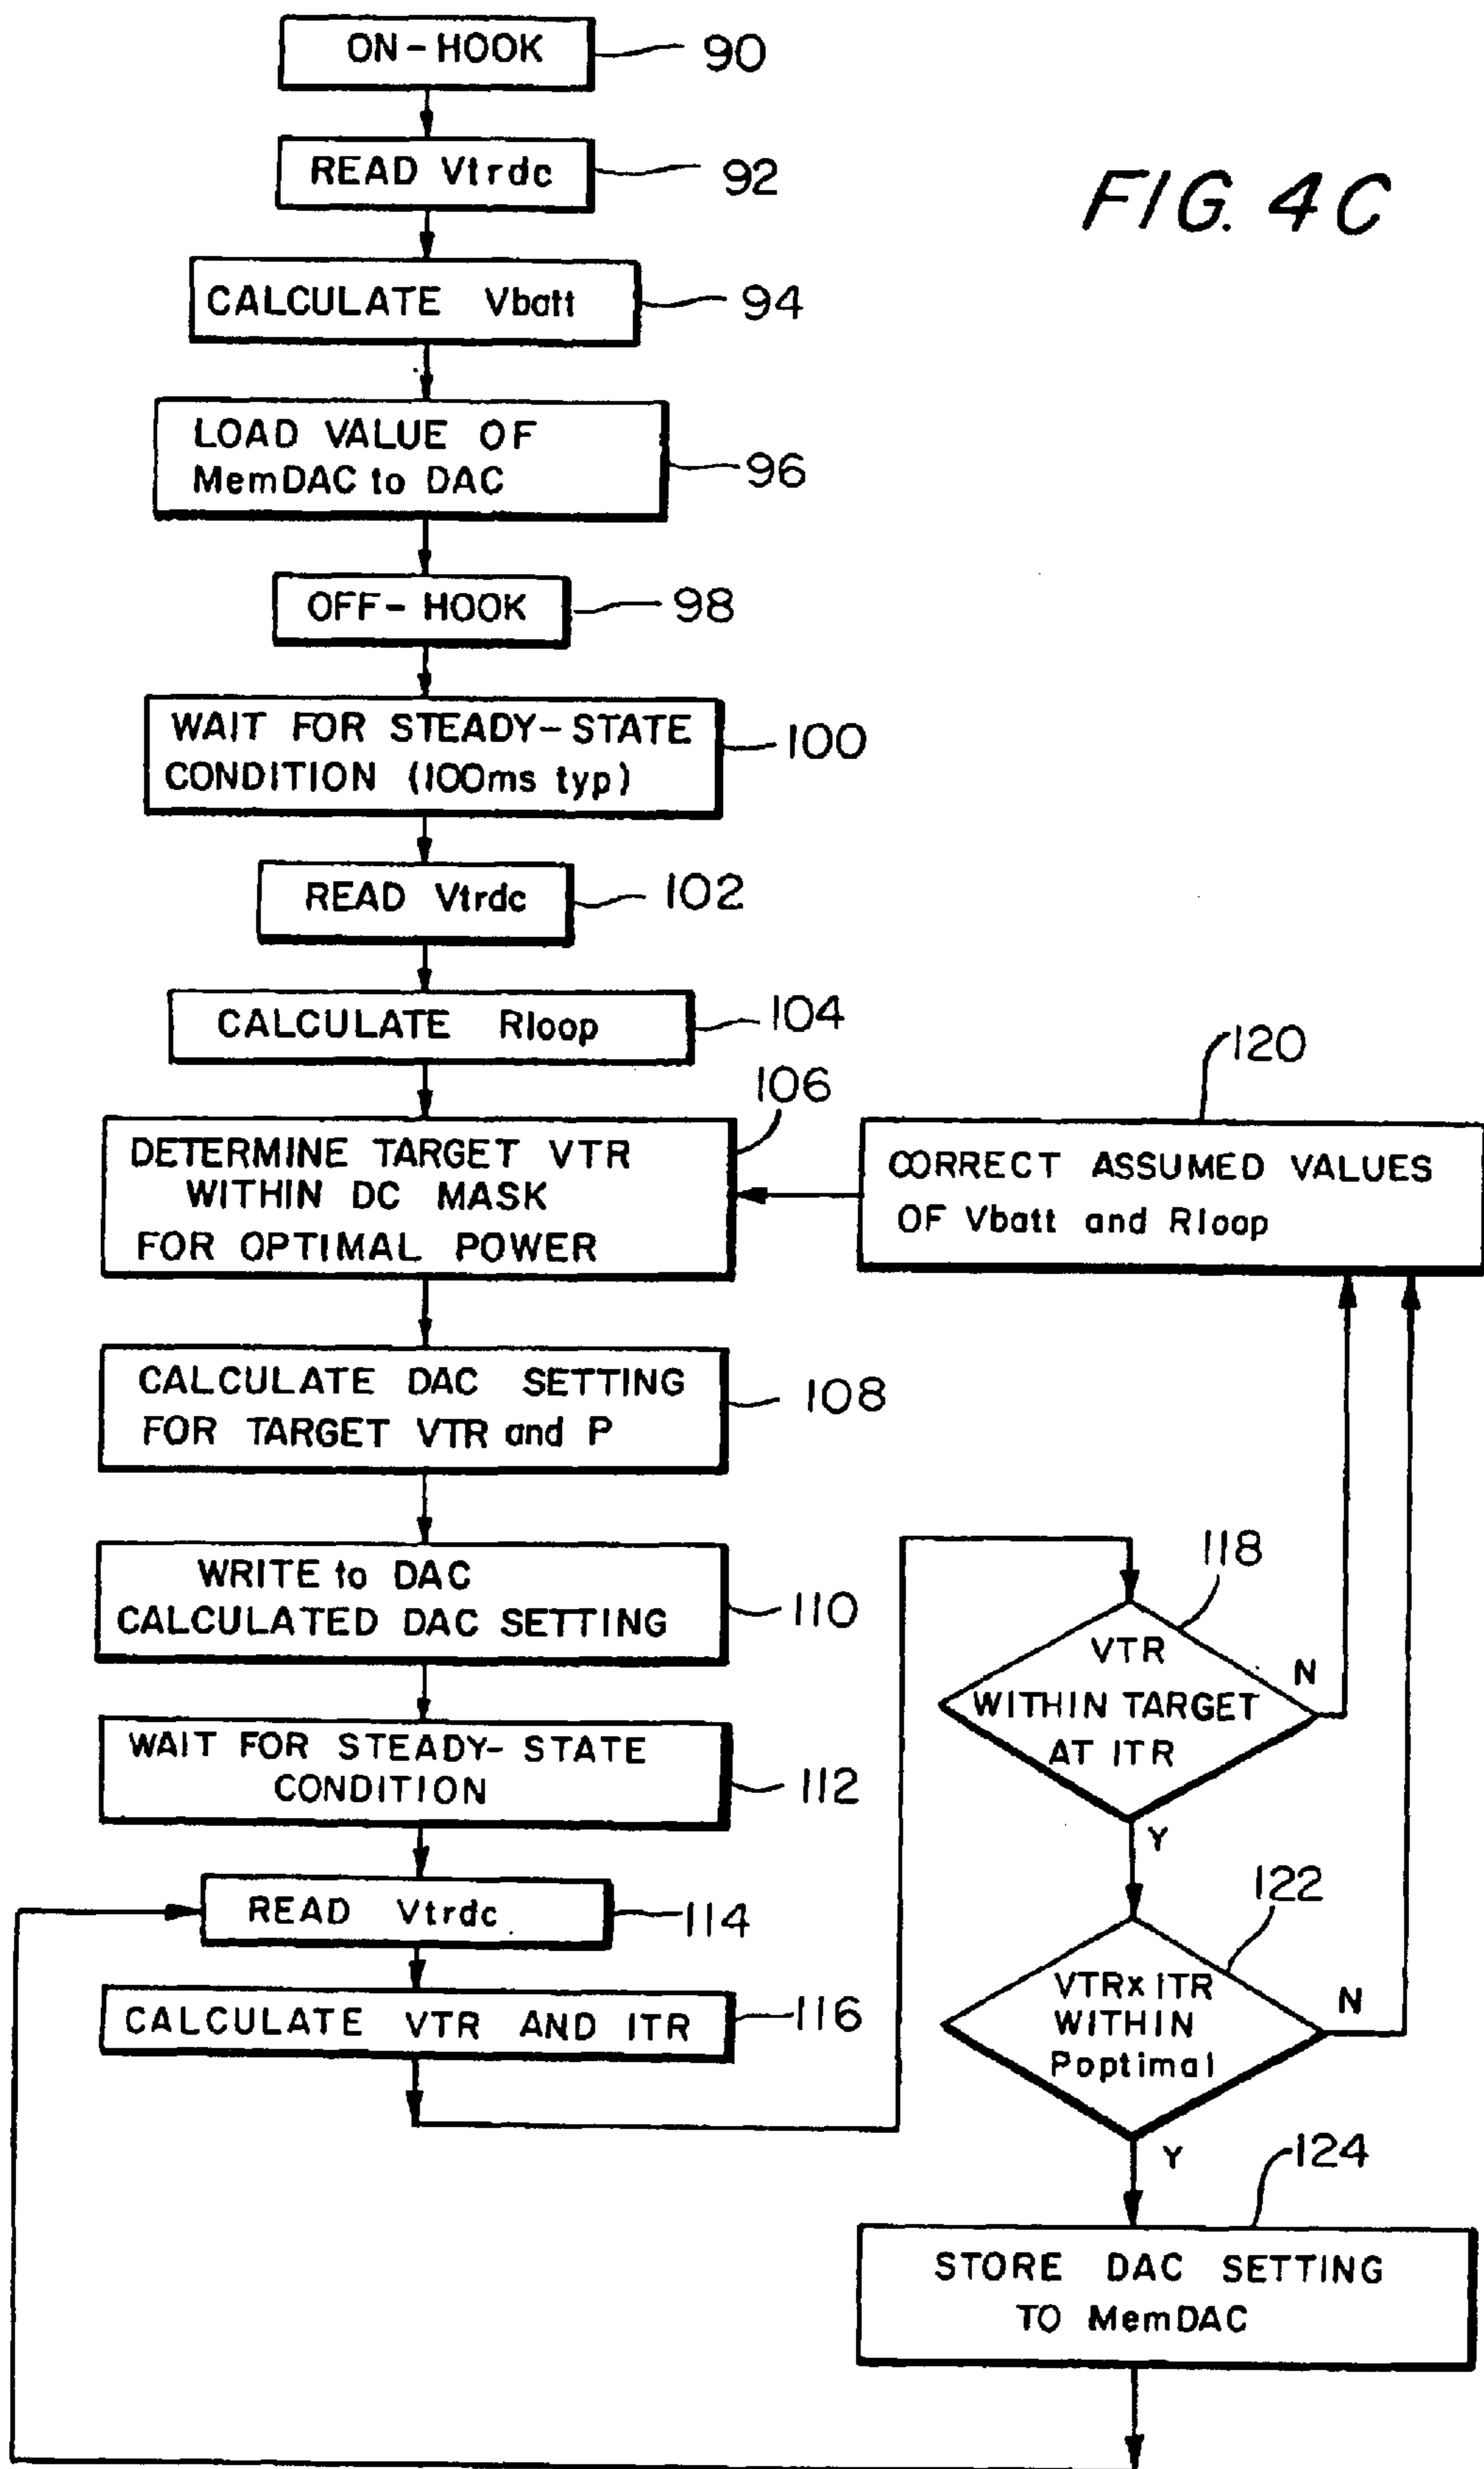 ON-HOOK
90
READ Vtrdc
92
FIG. 4C
CALCULATE Vbatt
94
LOAD VALUE OF
MemDAC to DAC
96
OFF-HOOK
98
WAIT FOR STEADY-STATE
CONDITION (100ms typ)
100
READ Vtrdc
102
CALCULATE Rloop
104
DETERMINE TARGET VTR
WITHIN DC MASK
FOR OPTIMAL POWER
106
CORRECT ASSUMED VALUES
OF Vbatt and Rloop
120
CALCULATE DAC SETTING
FOR TARGET VTR and P
108
WRITE to DAC
CALCULATED DAC SETTING
110
WAIT FOR STEADY-STATE
CONDITION
112
READ Vtrdc
114
CALCULATE VTR AND ITR
116
VTR
WITHIN TARGET
AT ITR
118
N
Y
VTRxITR
WITHIN
Poptimal
122
N
Y
STORE DAC SETTING
TO MemDAC
124